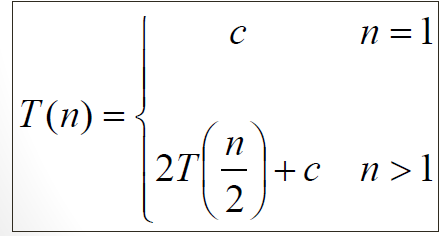 c n = 1
T(n) =
2T(n/2) + c n > 1